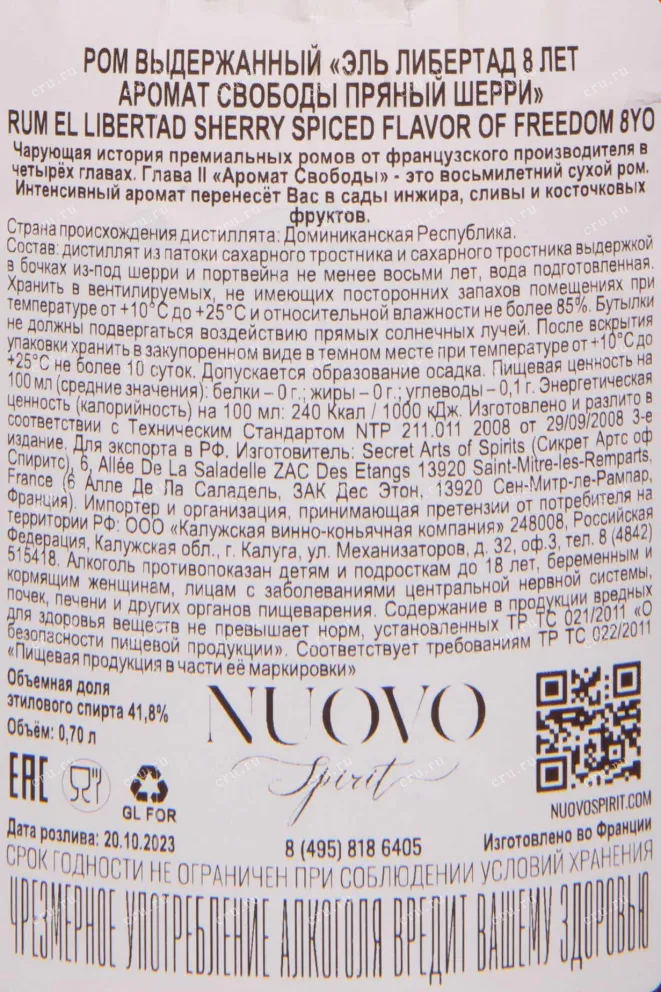 РОМ ВЫДЕРЖАННЫЙ «ЭЛЬ ЛИБЕРТАД 8 ЛЕТ
АРОМАТ СВОБОДЫ ПРЯНЫЙ ШЕРРИ»
RUM EL LIBERTAD SHERRY SPICED FLAVOR OF FREEDOM 8YO
Чарующая история премиальных ромов от французского производителя в
четырёх главах. Глава II «Аромат Свободы» - это восьмилетний сухой ром.
Интенсивный аромат перенесёт Вас в сады инжира, сливы и косточковых
фруктов.
Страна происхождения дистиллята: Доминиканская Республика.
Состав: дистиллят из патоки сахарного тростника и сахарного тростника выдержкой
в бочках из-под шерри и портвейна не менее восьми лет, вода подготовленная.
Хранить в вентилируемых, не имеющих посторонних запахов помещениях при
температуре от +10°С до +25°С и относительной влажности не более 85%. Бутылки
не должны подвергаться воздействию прямых солнечных лучей. После вскрытия
упаковки хранить в закупоренном виде в темном месте при температуре от +10°С до
+25°С не более 10 суток. Допускается образование осадка. Пищевая ценность на
100 мл (средние значения): белки – 0 г.; жиры – 0 г.; углеводы – 0,1 г. Энергетическая
ценность (калорийность) на 100 мл: 240 Ккал / 1000 кДж. Изготовлено и разлито в
соответствии с Техническим Стандартом NTP 211.011 2008 от 29/09/2008 3-е
издание. Для экспорта в РФ. Изготовитель: Secret Arts of Spirits (Сикрет Артс оф
Спиритс), 6, Allée De La Saladelle ZAC Des Etangs 13920 Saint-Mitre-les-Remparts,
France (6 Алле Де Ла Саладель, ЗАК Дес Этон, 13920 Сен-Митр-ле-Рампар,
Франция). Импортер и организация, принимающая претензии от потребителя на
территории РФ: ООО «Калужская винно-коньячная компания» 248008, Российская
Федерация, Калужская обл., г. Калуга, ул. Механизаторов, д. 32, оф.3, тел. 8 (4842)
515418. Алкоголь противопоказан детям и подросткам до 18 лет, беременным и
кормящим женщинам, лицам с заболеваниями центральной нервной системы,
почек, печени и других органов пищеварения. Содержание в продукции вредных
для здоровья веществ не превышает норм, установленных ТР ТС 021/2011 «О
безопасности пищевой продукции». Соответствует требованиям ТР ТС 022/2011
«Пищевая продукция в части её маркировки»
Объемная доля
этилового спирта 41,8%
Объём: 0,70 л
NUOVO
Spirit
EAC
GL FOR
NUOVOSPIRIT.COM
Дата розлива: 20.10.2023
8 (495) 818 6405
Изготовлено во Франции
СРОК ГОДНОСТИ НЕ ОГРАНИЧЕН ПРИ СОБЛЮДЕНИИ УСЛОВИЙ ХРАНЕНИЯ
ЧРЕЗМЕРНОЕ УПОТРЕБЛЕНИЕ АЛКОГОЛЯ ВРЕДИТ ВАШЕМУ ЗДОРОВЬЮ